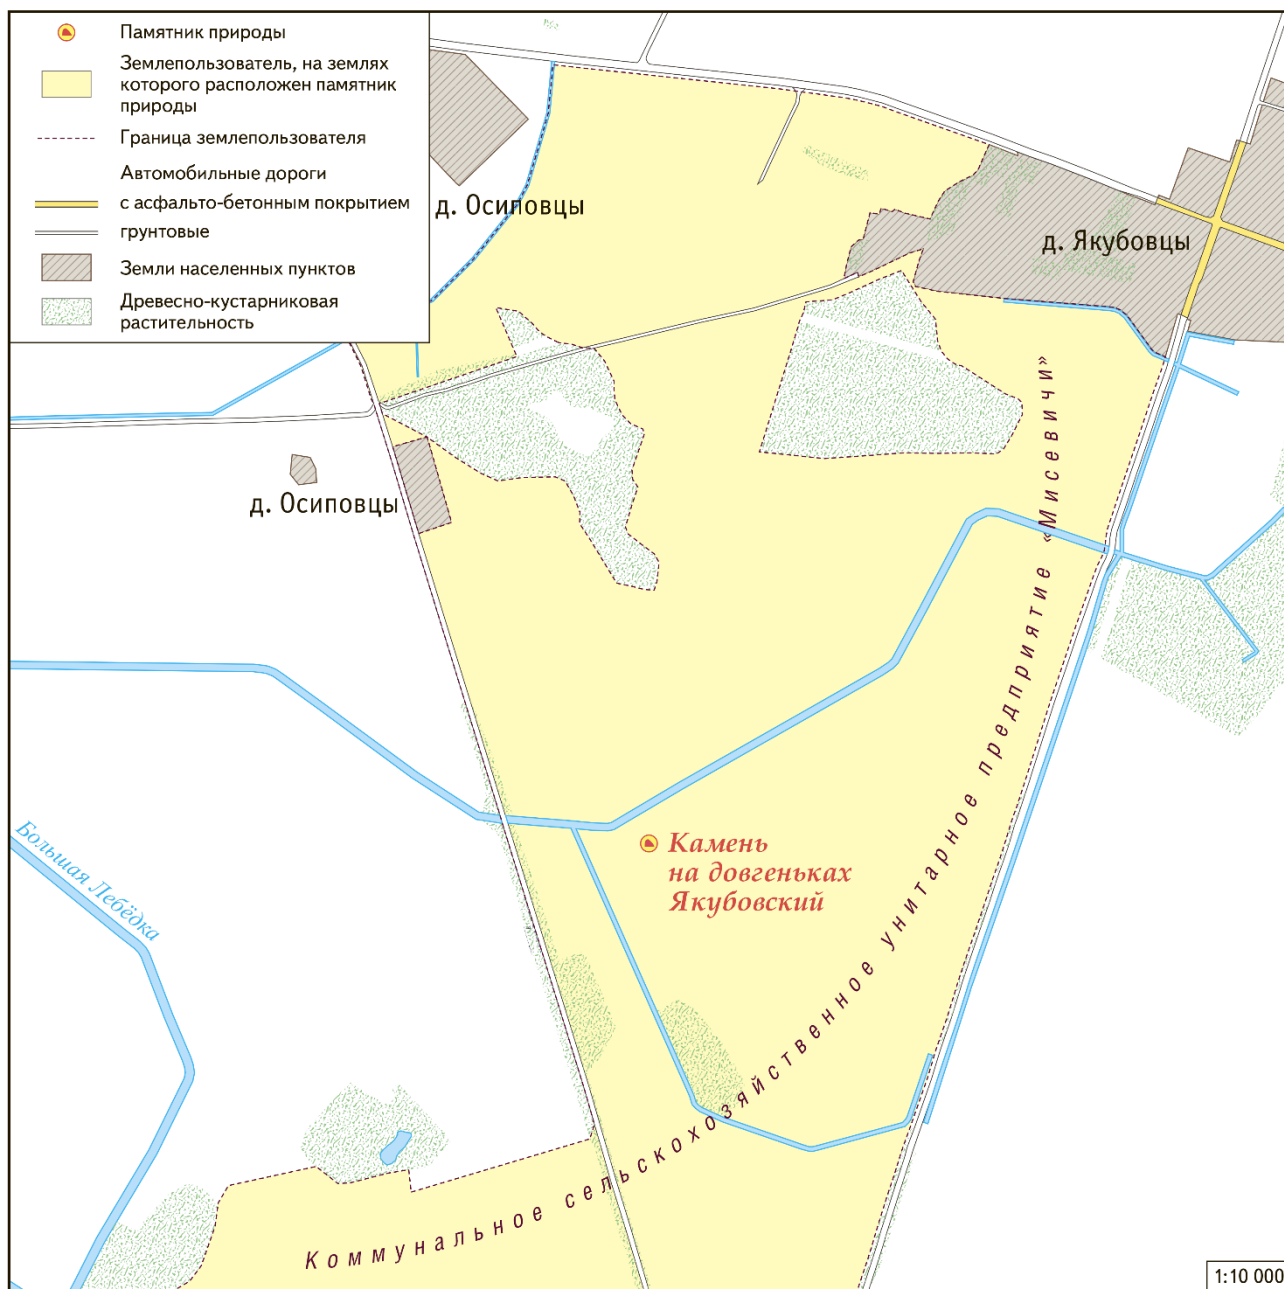 Памятник природы
Землепользователь, на землях
которого расположен памятник
природы
Граница землепользователя
Автомобильные дороги
с асфальто-бетонным покрытием
грунтовые
Земли населенных пунктов
Древесно-кустарниковая
растительность
д. Осиповцы
д. Якубовцы
д. Осиповцы
Большая Лебёдка
Камень
на довгеньках
Якубовский
Коммунальное сельскохозяйственное унитарное предприятие «Мисевичи»
1:10 000